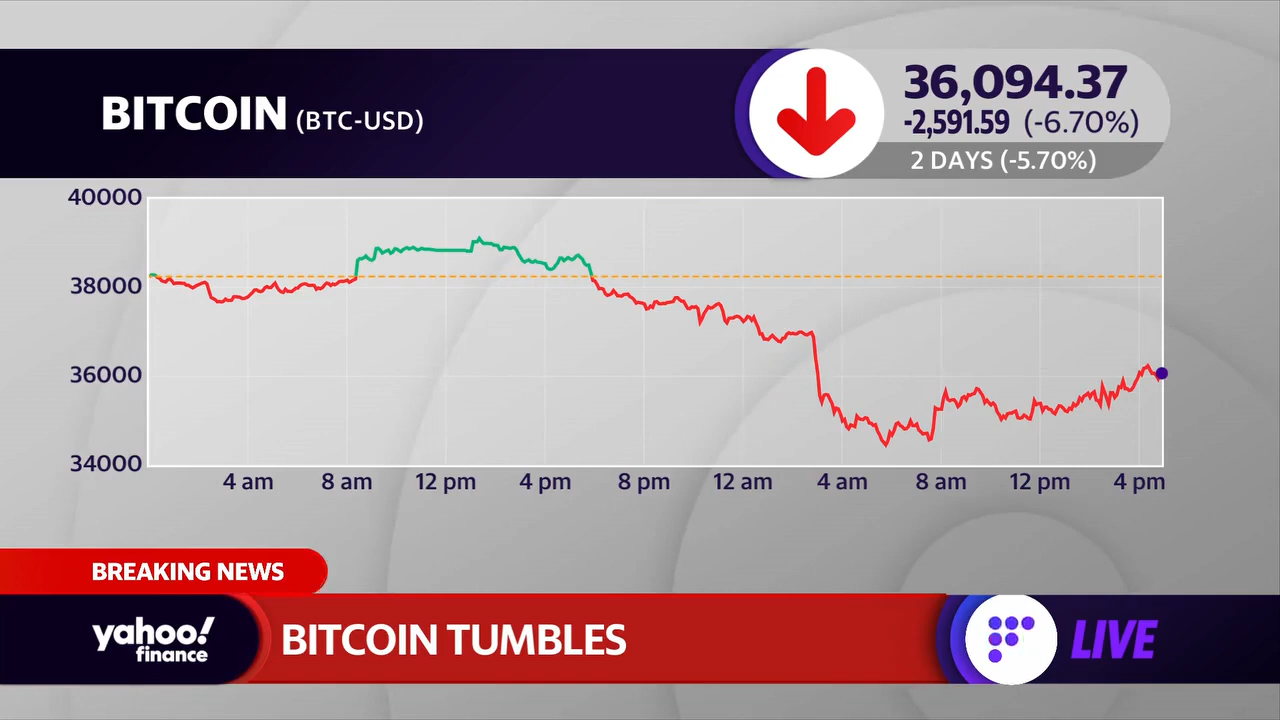 BITCOIN (BTC-USD)
36,094.37
-2,591.59 (-6.70%)
2 DAYS (-5.70%)
40000
38000
36000
34000
4 am 8 am 12 pm 4 pm 8 pm 12 am 4 am 8 am 12 pm 4 pm
BREAKING NEWS
yahoo!
finance
BITCOIN TUMBLES
LIVE